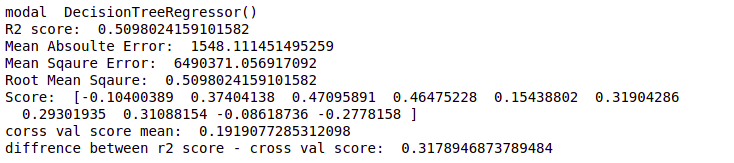 modal  DecisionTreeRegressor()
R2 score:  0.5098024159101582
Mean Absoulte Error:  1548.111451495259
Mean Sqaure Error:  6490371.056917092
Root Mean Sqaure:  0.5098024159101582
Score:  [-0.10400389  0.37404138  0.47095891  0.46475228  0.15438802  0.31904286
  0.29301935  0.31088154 -0.08618736 -0.2778158 ]
corss val score mean:  0.1919077285312098
diffrence between r2 score - cross val score:  0.3178946873789484